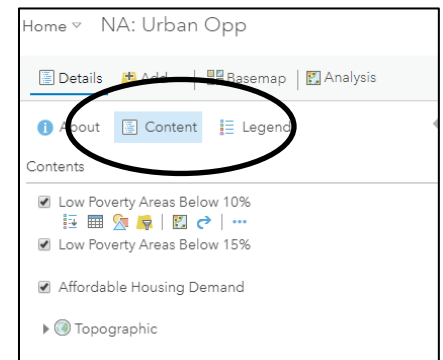 Home NA: Urban Opp
Details Add Basemap Analysis
About Content Legend
Contents
Low Poverty Areas Below 10%
Low Poverty Areas Below 15%
Affordable Housing Demand
Topographic